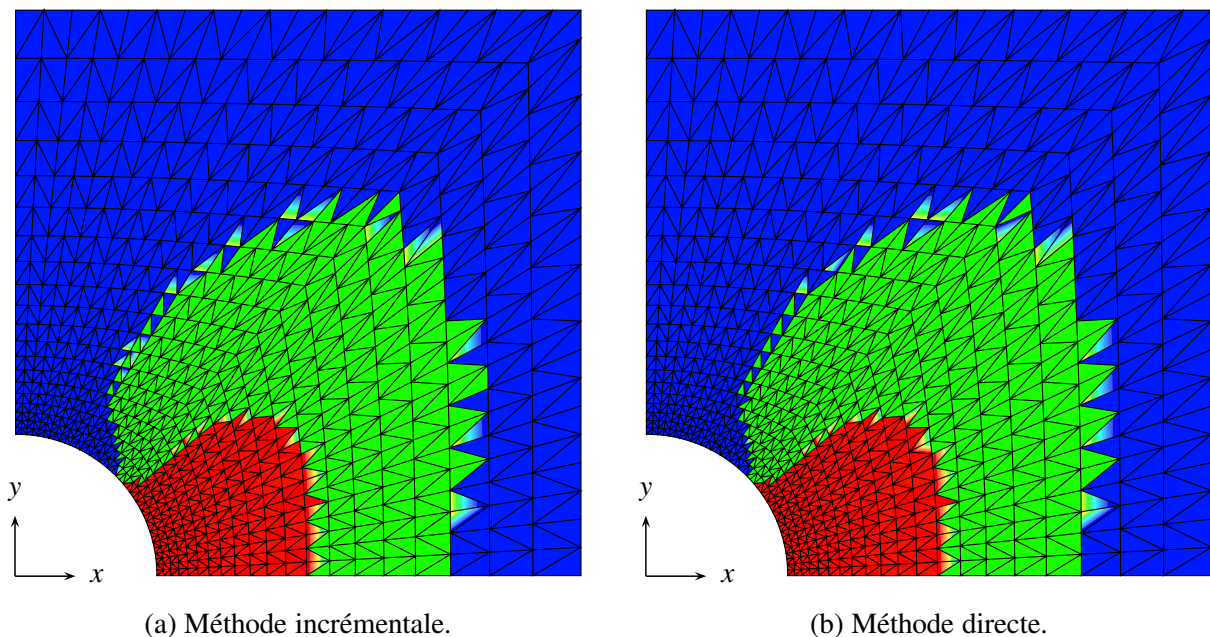 y
x
y
x
(a) Méthode incrémentale.
(b) Méthode directe.